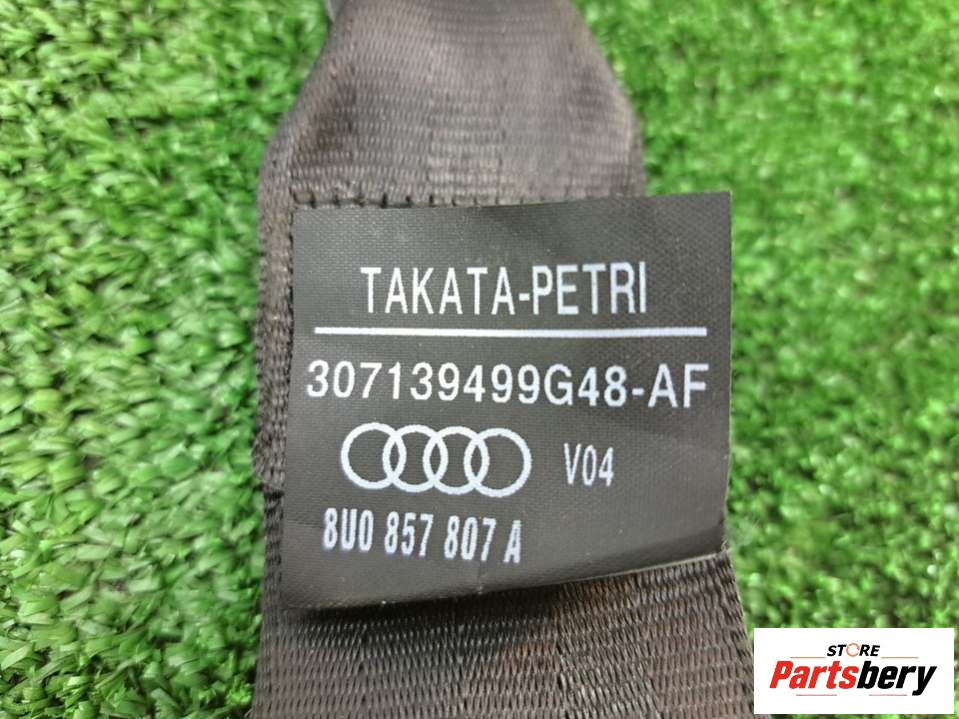 TAKATA-PETRI
307139499G48-AF
V04
8U0 857 807 A
STORE
Partsbery